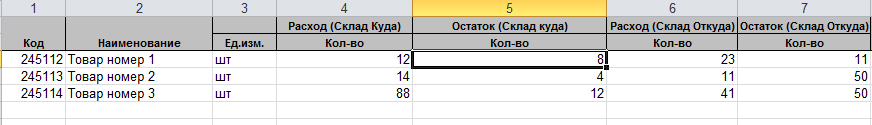 1 2 3 4 5 6 7
Расход (Склад Куда) Остаток (Склад куда) Расход (Склад Откуда) Остаток (Склад Откуда)
Код Наименование Ед.изм. Кол-во Кол-во Кол-во Кол-во
245112 Товар номер 1 шт 12 8 23 11
245113 Товар номер 2 шт 14 4 11 50
245114 Товар номер 3 шт 88 12 41 50